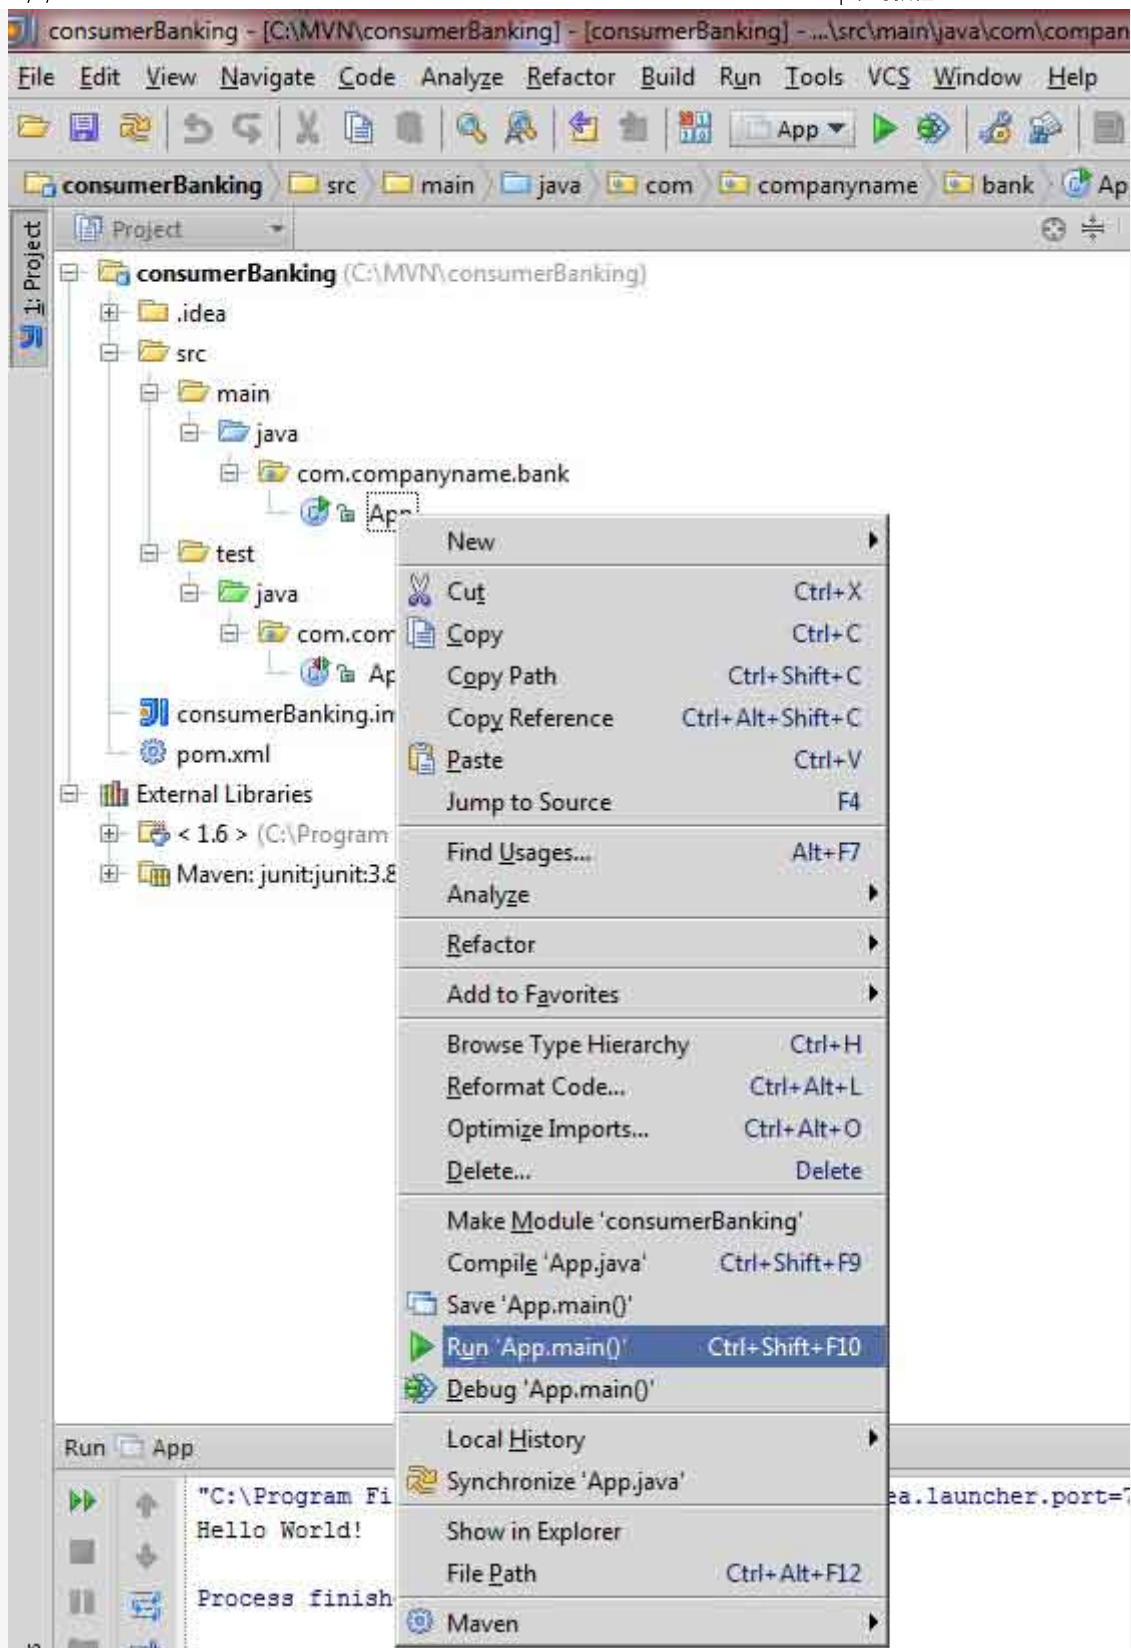 consumerBanking - [C:\MVN\consumerBanking] - [consumerBanking] - ...\src\main\java\com\compan
File Edit View Navigate Code Analyze Refactor Build Run Tools VCS Window Help
App
consumerBanking src main java com companyname bank Ap
Project
1: Project
consumerBanking (C:\MVN\consumerBanking)
.idea
src
main
java
com.companyname.bank
App
test
java
com.com
Ap
consumerBanking.im
pom.xml
External Libraries
< 1.6 > (C:\Program
Maven: junit:junit:3.8
New
Cut Ctrl+X
Copy Ctrl+C
Copy Path Ctrl+Shift+C
Copy Reference Ctrl+Alt+Shift+C
Paste Ctrl+V
Jump to Source F4
Find Usages... Alt+F7
Analyze
Refactor
Add to Favorites
Browse Type Hierarchy Ctrl+H
Reformat Code... Ctrl+Alt+L
Optimize Imports... Ctrl+Alt+O
Delete... Delete
Make Module 'consumerBanking'
Compile 'App.java' Ctrl+Shift+F9
Save 'App.main()'
Run 'App.main()' Ctrl+Shift+F10
Debug 'App.main()'
Local History
Synchronize 'App.java'
Show in Explorer
File Path Ctrl+Alt+F12
Maven
Run App
"C:\Program Fi ea.launcher.port=7
Hello World!
Process finish